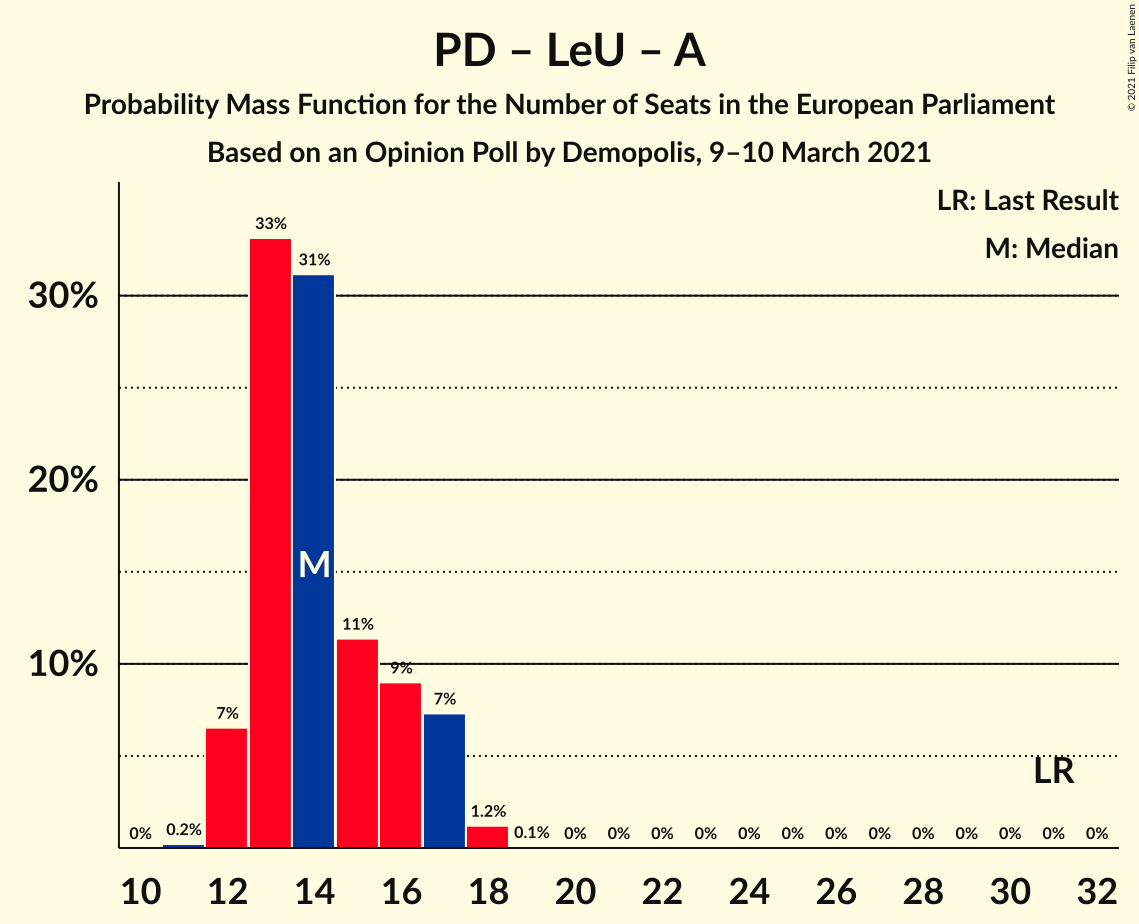 PD – LeU – A
Probability Mass Function for the Number of Seats in the European Parliament
Based on an Opinion Poll by Demopolis, 9–10 March 2021
© 2021 Filip van Laenen
LR: Last Result
M: Median
30%
20%
10%
0% 0.2% 7% 33% 31% 11% 9% 7% 1.2% 0.1% 0% 0% 0% 0% 0% 0% 0% 0% 0% 0% 0% 0% 0%
M
LR
10 12 14 16 18 20 22 24 26 28 30 32